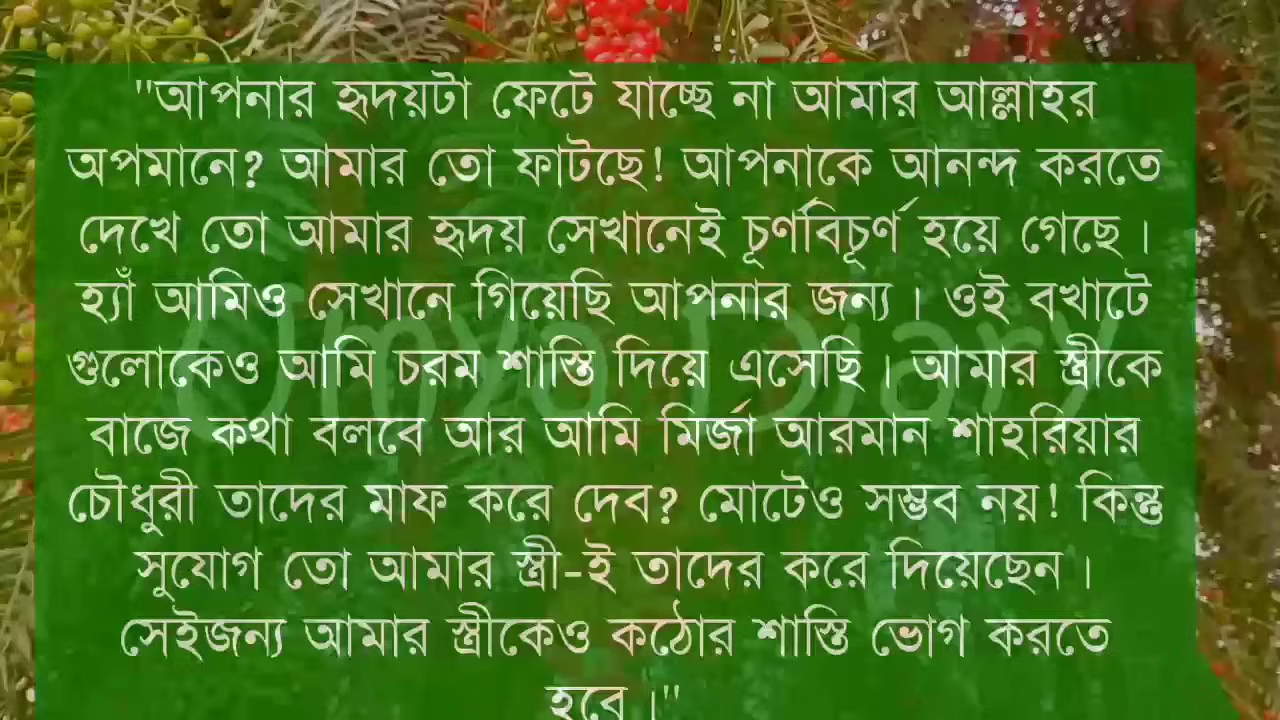 "আপনার হৃদয়টা ফেটে যাচ্ছে না আমার আল্লাহর
অপমানে? আমার তো ফাটছে! আপনাকে আনন্দ করতে
দেখে তো আমার হৃদয় সেখানেই চূর্ণবিচূর্ণ হয়ে গেছে।
হ্যাঁ আমিও সেখানে গিয়েছি আপনার জন্য। ওই বখাটে
গুলোকেও আমি চরম শাস্তি দিয়ে এসেছি। আমার স্ত্রীকে
বাজে কথা বলবে আর আমি মির্জা আরমান শাহরিয়ার
চৌধুরী তাদের মাফ করে দেব? মোটেও সম্ভব নয়! কিন্তু
সুযোগ তো আমার স্ত্রী-ই তাদের করে দিয়েছেন।
সেইজন্য আমার স্ত্রীকেও কঠোর শাস্তি ভোগ করতে
হবে।"